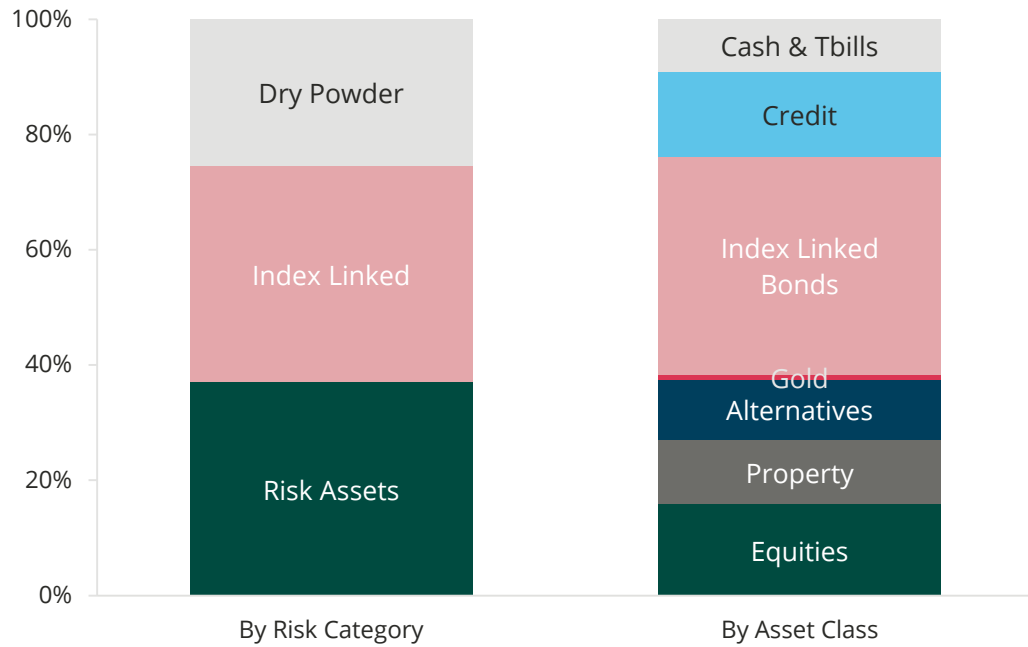 100%
80%
60%
40%
20%
0%
Dry Powder
Index Linked
Risk Assets
Cash & Tbills
Credit
Index Linked
Bonds
Gold
Alternatives
Property
Equities
By Risk Category
By Asset Class